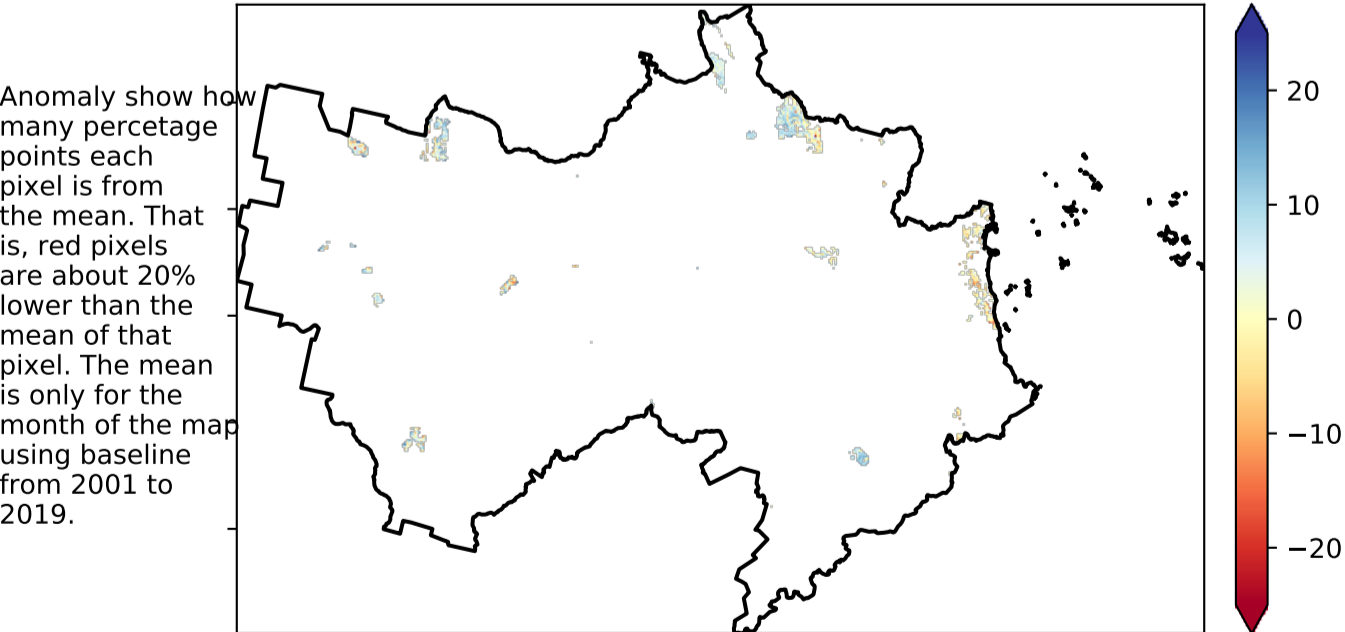 Anomaly show how
many percetage
points each
pixel is from
the mean. That
is, red pixels
are about 20%
lower than the
mean of that
pixel. The mean
is only for the
month of the map
using baseline
from 2001 to
2019.
20
10
0
−10
−20